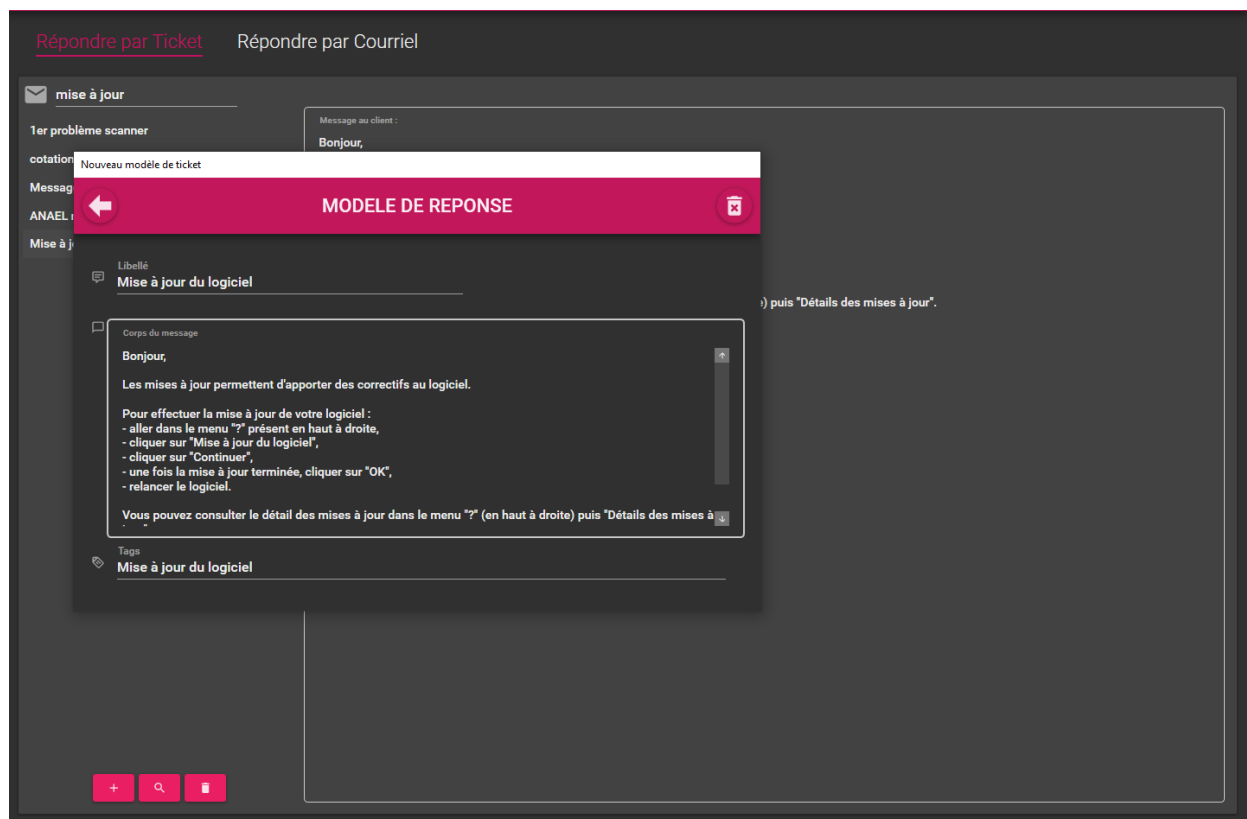 Répondre par Ticket
Répondre par Courriel
mise à jour
1er problème scanner
cotation
Messag
ANAEL
Mise à j
Message au client :
Bonjour,
) puis "Détails des mises à jour".
Nouveau modèle de ticket
MODELE DE REPONSE
Libellé
Mise à jour du logiciel
Corps du message
Bonjour,
Les mises à jour permettent d'apporter des correctifs au logiciel.
Pour effectuer la mise à jour de votre logiciel :
- aller dans le menu "?" présent en haut à droite,
- cliquer sur "Mise à jour du logiciel",
- cliquer sur "Continuer",
- une fois la mise à jour terminée, cliquer sur "OK",
- relancer le logiciel.
Vous pouvez consulter le détail des mises à jour dans le menu "?" (en haut à droite) puis "Détails des mises à
Tags
Mise à jour du logiciel